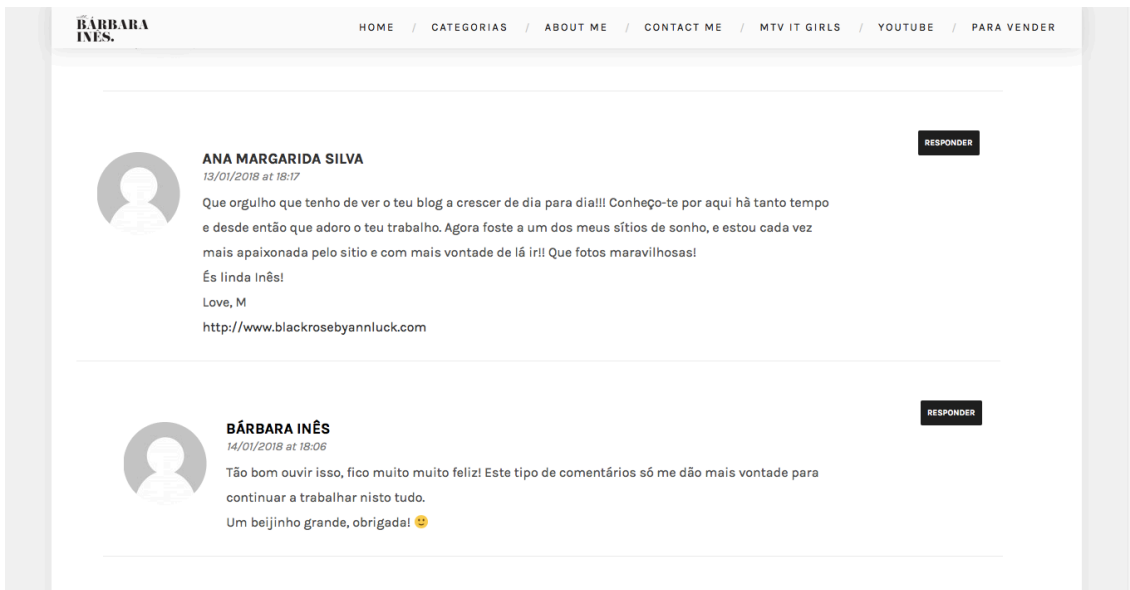 BÁRBARA
INÊS.
HOME / CATEGORIAS / ABOUT ME / CONTACT ME / MTV IT GIRLS / YOUTUBE / PARA VENDER
RESPONDER
ANA MARGARIDA SILVA
13/01/2018 at 18:17
Que orgulho que tenho de ver o teu blog a crescer de dia para dia!!! Conheço-te por aqui hà tanto tempo
e desde então que adoro o teu trabalho. Agora foste a um dos meus sítios de sonho, e estou cada vez
mais apaixonada pelo sitio e com mais vontade de lá ir!! Que fotos maravilhosas!
És linda Inês!
Love, M
http://www.blackrosebyannluck.com
RESPONDER
BÁRBARA INÊS
14/01/2018 at 18:06
Tão bom ouvir isso, fico muito muito feliz! Este tipo de comentários só me dão mais vontade para
continuar a trabalhar nisto tudo.
Um beijinho grande, obrigada! 🙂